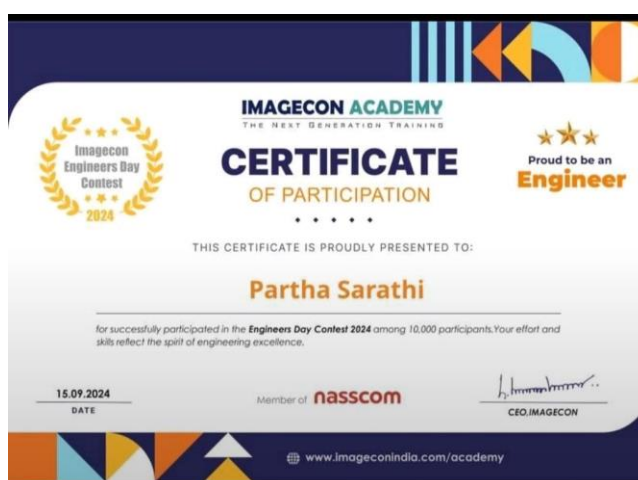 IMAGECON ACADEMY
THE NEXT GENERATION TRAINING
Imagecon
Engineers Day
Contest
2024
CERTIFICATE
OF PARTICIPATION
Proud to be an
Engineer
THIS CERTIFICATE IS PROUDLY PRESENTED TO:
Partha Sarathi
for successfully participated in the Engineers Day Contest 2024 among 10,000 participants.Your effort and
skills reflect the spirit of engineering excellence.
15.09.2024
DATE
Member of nasscom
CEO,IMAGECON
www.imageconindia.com/academy